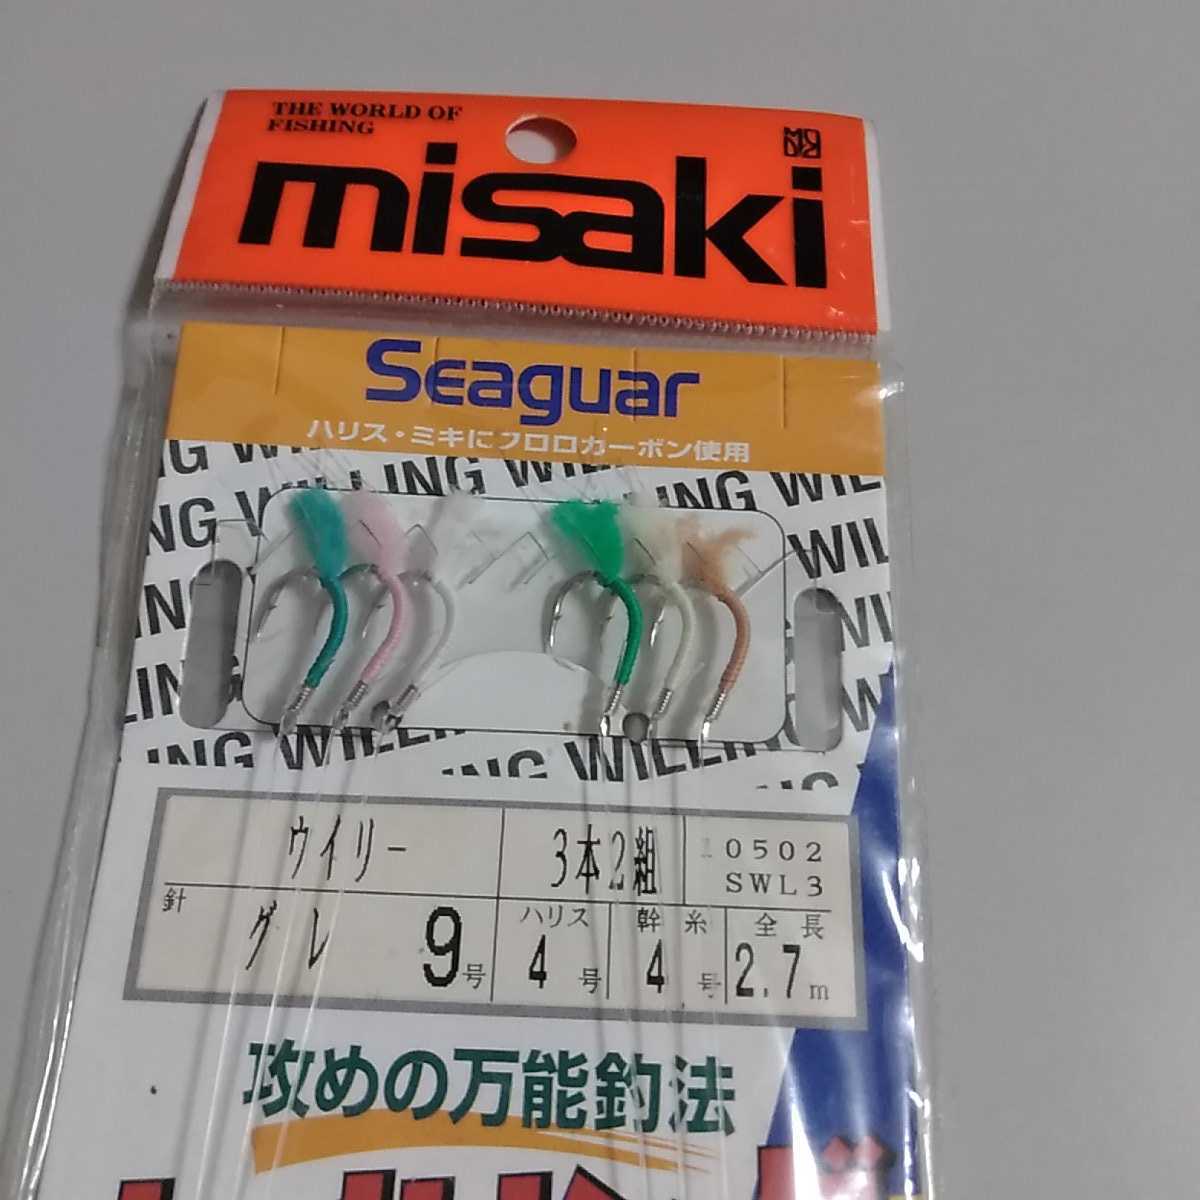 THE WORLD OF
FISHING
misaki
Seaguar
ハリス・ミキにフロロカーボン使用
WILLING WILLING WIL
ウイリー
3本2組
10502
SWL3
針
グレ 9号
ハリス
4号
幹糸
4号
全長
2.7m
攻めの万能釣法